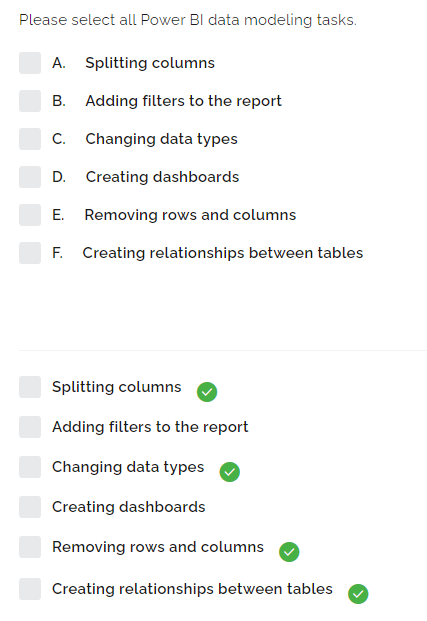 Please select all Power BI data modeling tasks.
A. Splitting columns
B. Adding filters to the report
C. Changing data types
D. Creating dashboards
E. Removing rows and columns
F. Creating relationships between tables
Splitting columns
Adding filters to the report
Changing data types
Creating dashboards
Removing rows and columns
Creating relationships between tables